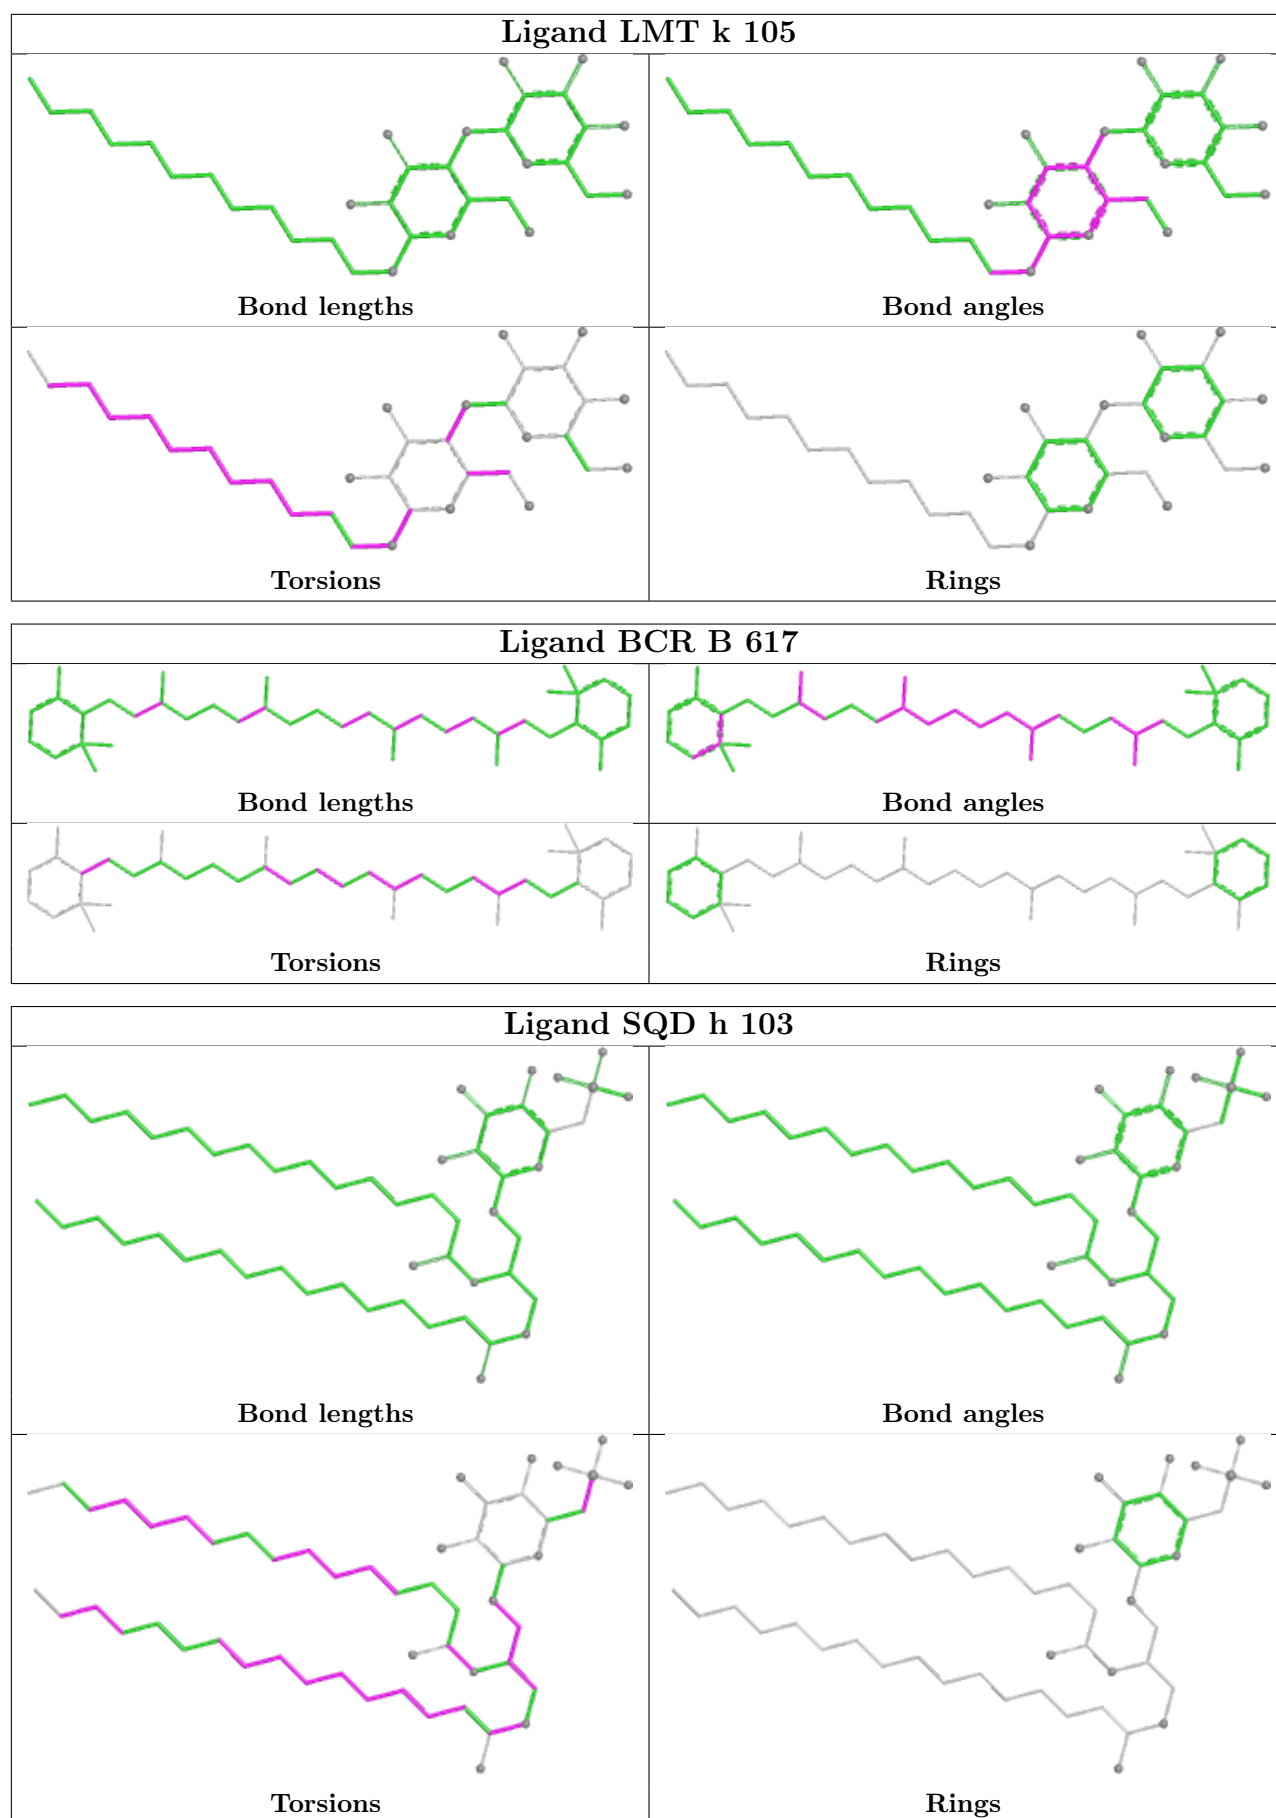 Ligand LMT k 105
Bond lengths
Bond angles
Torsions
Rings
Ligand BCR B 617
Bond lengths
Bond angles
Torsions
Rings
Ligand SQD h 103
Bond lengths
Bond angles
Torsions
Rings